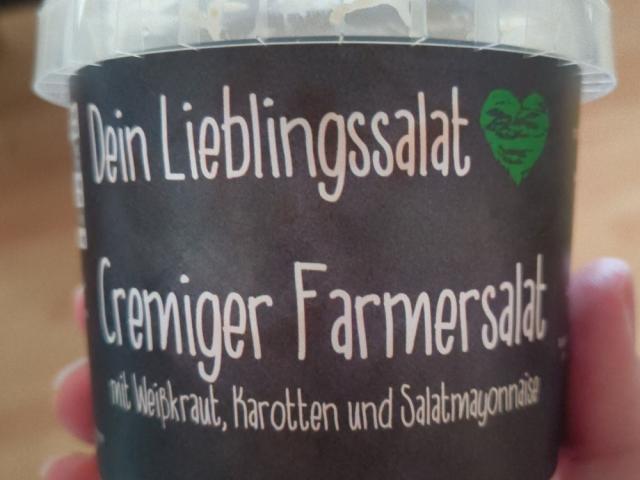 Dein Lieblingssalat
Cremiger Farmersalat
mit Weißkraut, Karotten und Salatmayonnaise